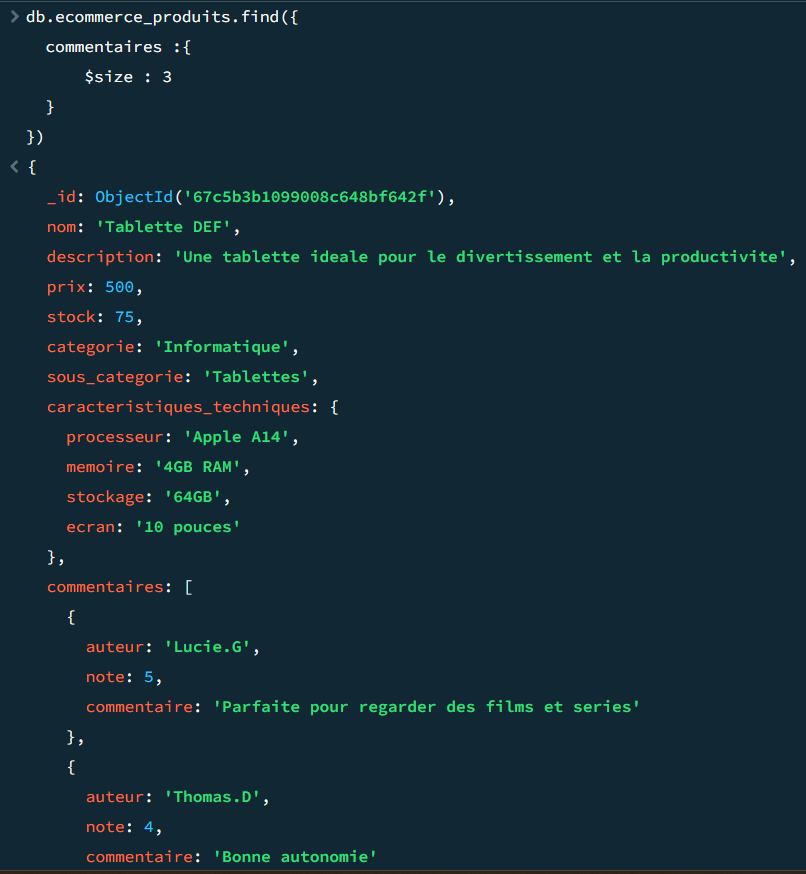 db.ecommerce_produits.find({
commentaires :{
$size : 3
}
})
{
_id: ObjectId('67c5b3b1099008c648bf642f'),
nom: 'Tablette DEF',
description: 'Une tablette ideale pour le divertissement et la productivite',
prix: 500,
stock: 75,
categorie: 'Informatique',
sous_categorie: 'Tablettes',
caracteristiques_techniques: {
processeur: 'Apple A14',
memoire: '4GB RAM',
stockage: '64GB',
ecran: '10 pouces'
},
commentaires: [
{
auteur: 'Lucie.G',
note: 5,
commentaire: 'Parfaite pour regarder des films et series'
},
{
auteur: 'Thomas.D',
note: 4,
commentaire: 'Bonne autonomie'